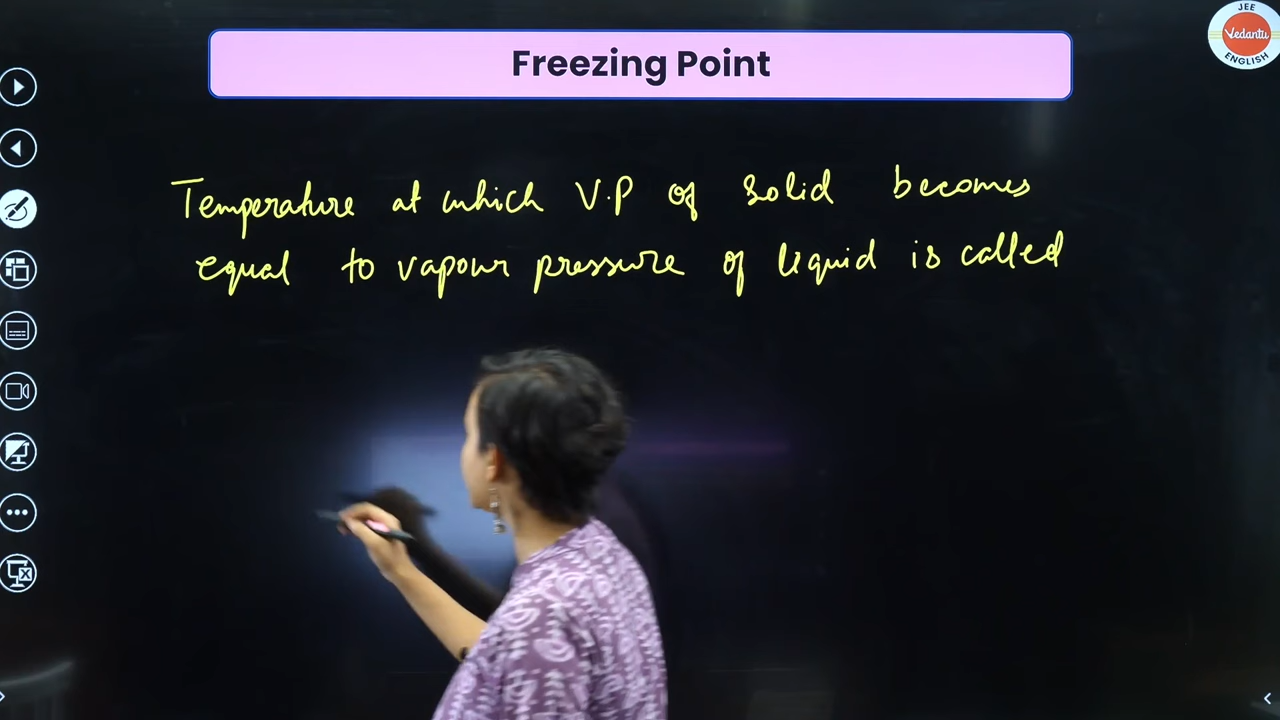 Freezing Point
JEE
Vedantu
ENGLISH
Temperature at which V.P of solid becomes
equal to vapour pressure of liquid is called